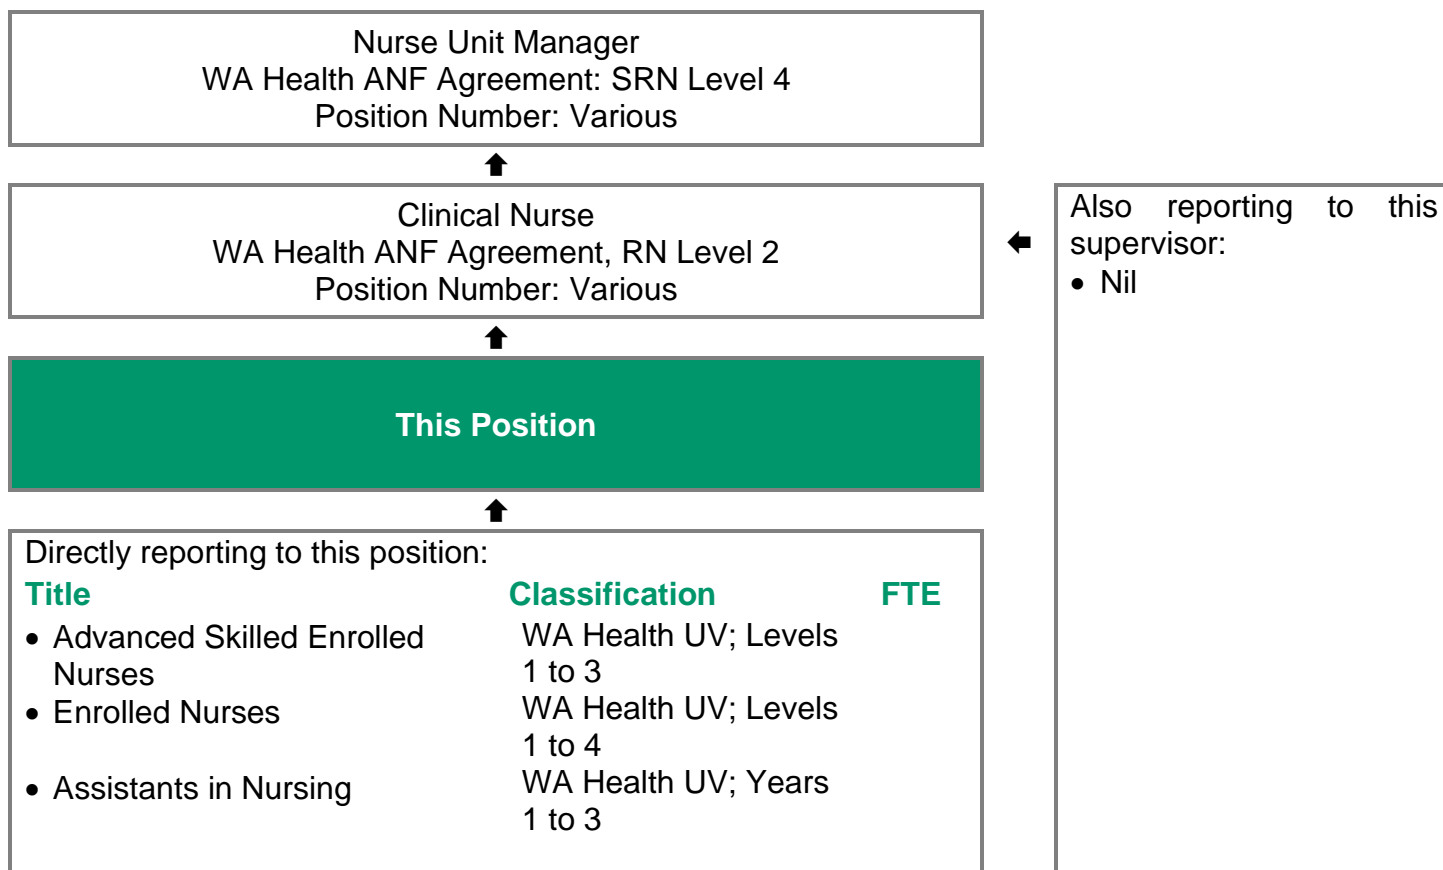 Nurse Unit Manager
WA Health ANF Agreement: SRN Level 4
Position Number: Various
Clinical Nurse
WA Health ANF Agreement, RN Level 2
Position Number: Various
Also reporting to this
supervisor:
• Nil
This Position
Directly reporting to this position:
Title Classification FTE
• Advanced Skilled Enrolled WA Health UV; Levels
Nurses 1 to 3
• Enrolled Nurses WA Health UV; Levels
1 to 4
• Assistants in Nursing WA Health UV; Years
1 to 3